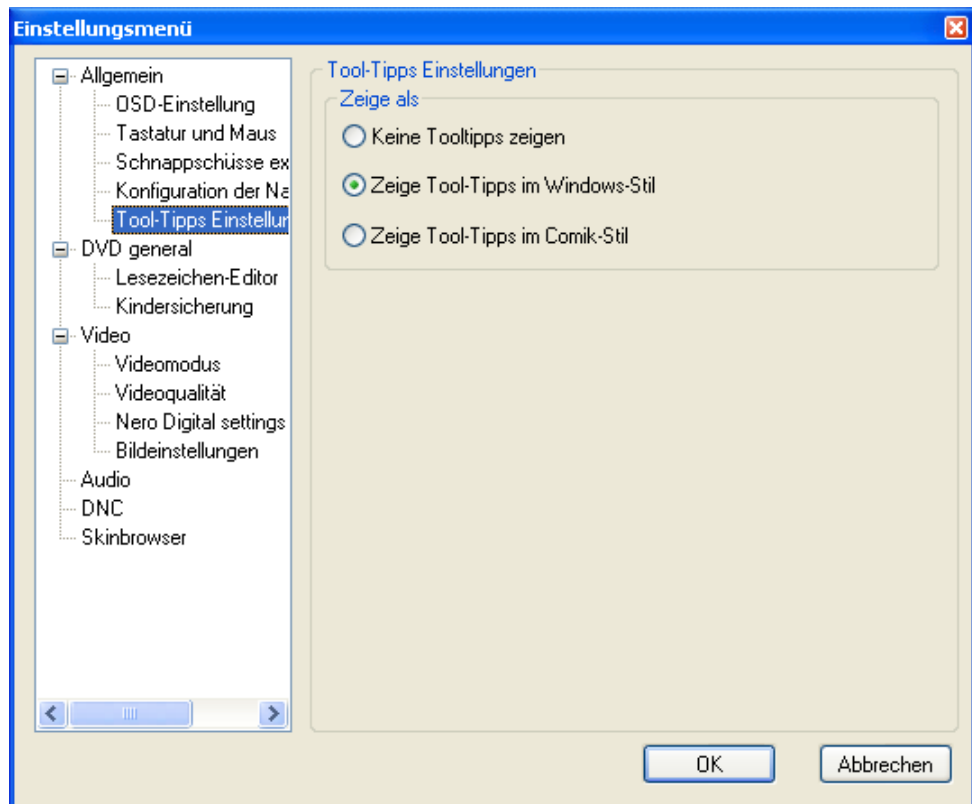 Einstellungsmenü
Allgemein
OSD-Einstellung
Tastatur und Maus
Schnappschüsse ex
Konfiguration der Na
Tool-Tipps Einstellur
DVD general
Lesezeichen-Editor
Kindersicherung
Video
Videomodus
Videoqualität
Nero Digital settings
Bildeinstellungen
Audio
DNC
Skinbrowser
Tool-Tipps Einstellungen
Zeige als
Keine Tooltipps zeigen
Zeige Tool-Tipps im Windows-Stil
Zeige Tool-Tipps im Comik-Stil
OK
Abbrechen